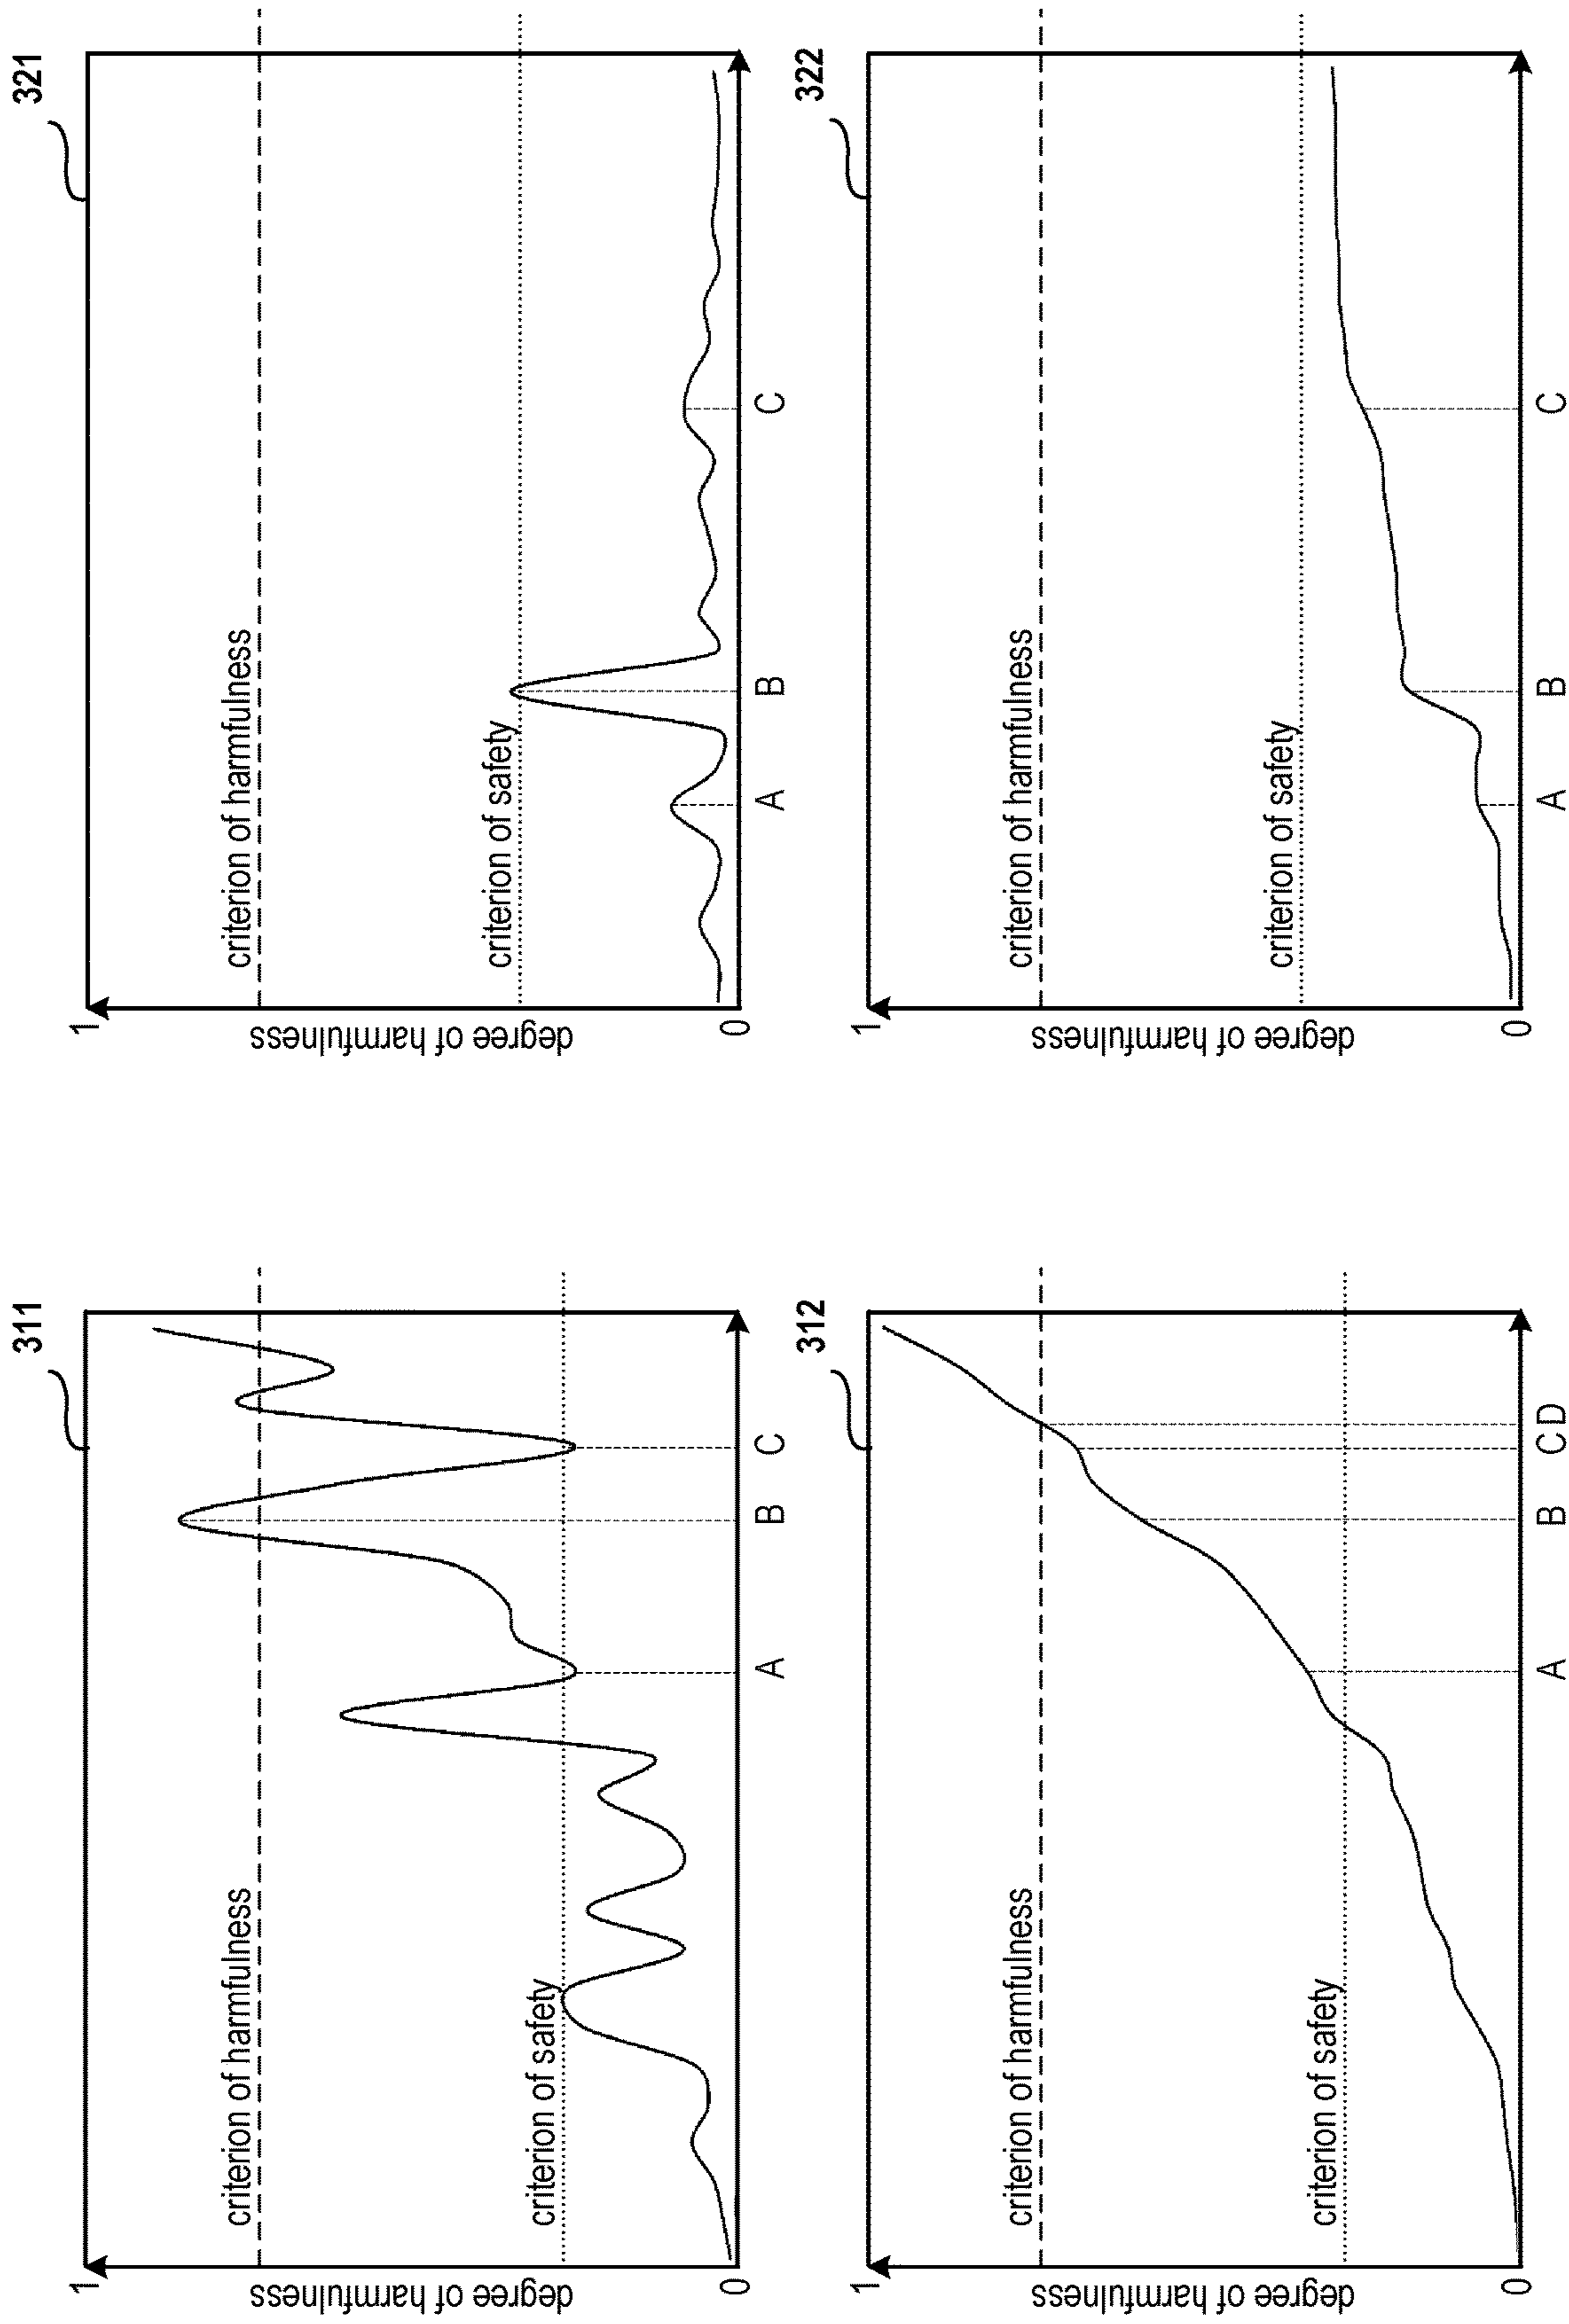 311
1
degree of harmfulness
0
criterion of harmfulness
criterion of safety
A
B
C
321
1
degree of harmfulness
0
criterion of harmfulness
criterion of safety
A
B
C
312
1
degree of harmfulness
0
criterion of harmfulness
criterion of safety
A
B
C D
322
1
degree of harmfulness
0
criterion of harmfulness
criterion of safety
A
B
C